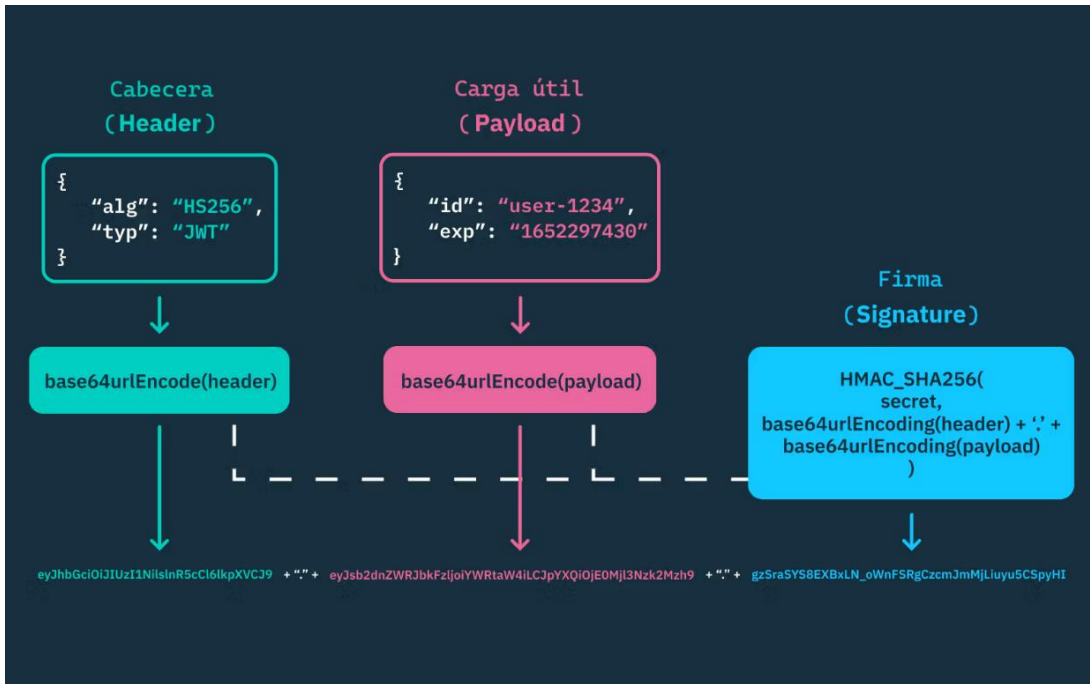 Cabecera
(Header)
{
"alg": "HS256",
"typ": "JWT"
}
base64urlEncode(header)
Carga útil
(Payload)
{
"id": "user-1234",
"exp": "1652297430"
}
base64urlEncode(payload)
Firma
(Signature)
HMAC_SHA256(
secret,
base64urlEncoding(header) + '.' +
base64urlEncoding(payload)
)
eyJhbGciOiJIUzI1NiIsInR5cCI6IkpXVCJ9 + "." + eyJsb2dnZWRJbkFzIjoiYWRtaW4iLCJpYXQiOjE0MjI3Nzk2Mzh9 + "." + gzSraSYS8EXBxLN_oWnFSRgCzcmJmMjLiuyu5CSpyHI